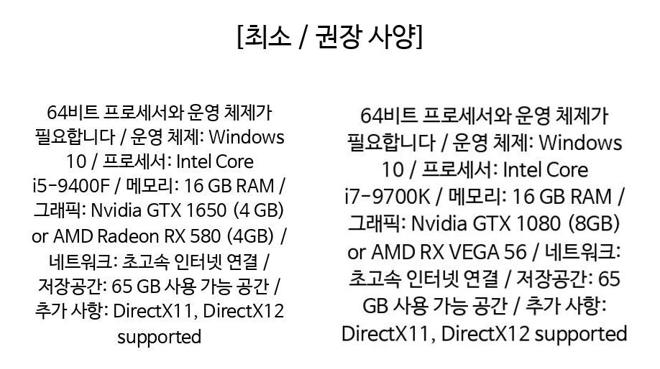 [최소 / 권장 사양]
64비트 프로세서와 운영 체제가
필요합니다 / 운영 체제: Windows
10 / 프로세서: Intel Core
i5-9400F / 메모리: 16 GB RAM /
그래픽: Nvidia GTX 1650 (4 GB)
or AMD Radeon RX 580 (4GB) /
네트워크: 초고속 인터넷 연결 /
저장공간: 65 GB 사용 가능 공간 /
추가 사항: DirectX11, DirectX12
supported
64비트 프로세서와 운영 체제가
필요합니다 / 운영 체제: Windows
10 / 프로세서: Intel Core
i7-9700K / 메모리: 16 GB RAM /
그래픽: Nvidia GTX 1080 (8GB)
or AMD RX VEGA 56 / 네트워크:
초고속 인터넷 연결 / 저장공간: 65
GB 사용 가능 공간 / 추가 사항:
DirectX11, DirectX12 supported